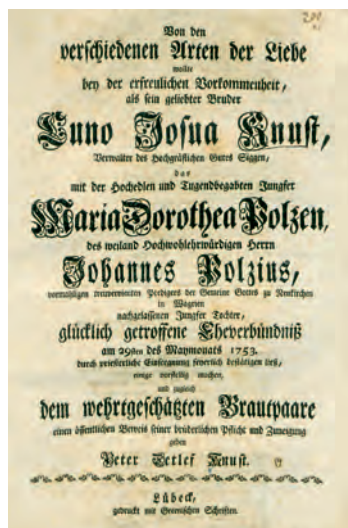 Von den
verschiedenen Arten der Liebe
wollte
bey der erfreulichen Vorkommenheit,
als sein geliebter Bruder
Cuno Josua Knust,
Verwalter des Hochgräflichen Gutes Siggen,
das
mit der Hochedlen und Tugendbegabten Jungfer
Maria Dorothea Polzen,
des weiland Hochwohlehrwürdigen Herrn
Johannes Polzius,
vormahligen treuverdienten Predigers der Gemeine Gottes zu Neukirchen
in Wagrien
nachgelassenen Jungfer Tochter,
glücklich getroffene Eheverbündniß
am 29sten des Maymonats 1753.
durch priesterliche Einsegnung feyerlich bestätigen ließ,
einige vorstellig machen,
und zugleich
dem wehrtgeschätzten Brautpaare
einen öffentlichen Beweis seiner brüderlichen Pflicht und Zuneigung
geben
Peter Detlef Knust.
Lübeck,
gedruckt mit Greenischen Schriften.